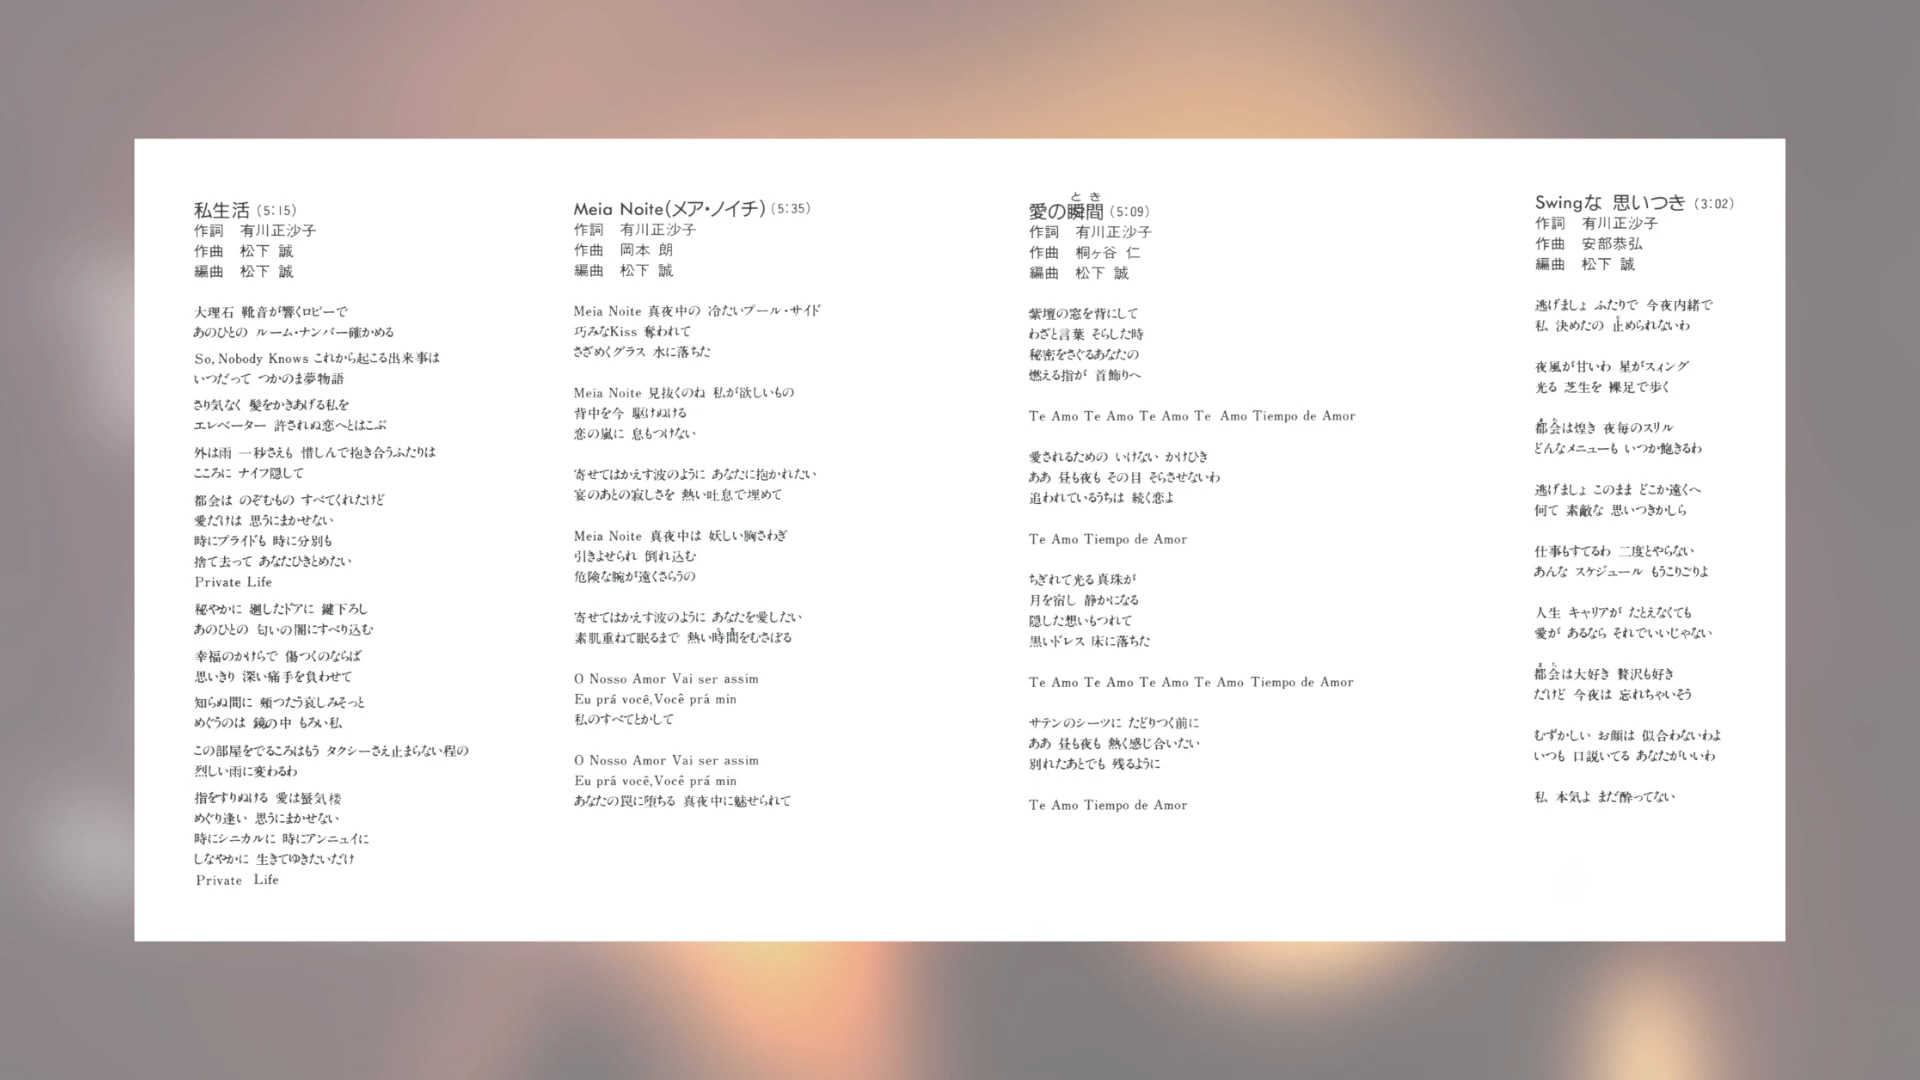 私生活 (5:15)
作詞 有川正沙子
作曲 松下 誠
編曲 松下 誠
大理石 靴音が響くロビーで
あのひとの ルーム・ナンバー確かめる
So, Nobody Knows これから起こる出来事は
いつだって つかのま夢物語
さり気なく 髪をかきあげる私を
エレベーター 許されぬ恋へとはこぶ
外は雨 一秒さえも 惜しんで抱き合うふたりは
こころに ナイフ隠して
都会は のぞむもの すべてくれたけど
愛だけは 思うにまかせない
時にプライドも 時に分別も
捨て去って あなたひきとめたい
Private Life
秘やかに 廻したドアに 鍵下ろし
あのひとの 匂いの闇にすべり込む
幸福のかけらで 傷つくのならば
思いきり 深い痛手を負わせて
知らぬ間に 頬つたう哀しみそっと
めぐうのは 鏡の中 もろい私
この部屋をでるころはもう タクシーさえ止まらない程の
烈しい雨に変わるわ
指をすりぬける 愛は蜃気楼
めぐり逢い 思うにまかせない
時にシニカルに 時にアンニュイに
しなやかに 生きてゆきたいだけ
Private Life
Meia Noite(メア・ノイチ) (5:35)
作詞 有川正沙子
作曲 岡本 朗
編曲 松下 誠
Meia Noite 真夜中の 冷たいプール・サイド
巧みなKiss 奪われて
さざめくグラス 水に落ちた
Meia Noite 見抜くのね 私が欲しいもの
背中を今 駆けぬける
恋の嵐に 息もつけない
寄せてはかえす波のように あなたに抱かれたい
宴のあとの寂しさを 熱い吐息で埋めて
Meia Noite 真夜中は 妖しい胸さわぎ
引きよせられ 倒れ込む
危険な腕が遠くさらうの
寄せてはかえす波のように あなたを愛したい
素肌重ねて眠るまで 熱い時間をむさぼる
O Nosso Amor Vai ser assim
Eu prá você,Você prá min
私のすべてとかして
O Nosso Amor Vai ser assim
Eu prá você,Você prá min
あなたの罠に堕ちる 真夜中に魅せられて
とき
愛の瞬間 (5:09)
作詞 有川正沙子
作曲 桐ヶ谷 仁
編曲 松下 誠
紫壇の窓を背にして
わざと言葉 そらした時
秘密をさぐるあなたの
燃える指が 首飾りへ
Te Amo Te Amo Te Amo Te Amo Tiempo de Amor
愛されるための いけない かけひき
ああ 昼も夜も その目 そらさせないわ
追われているうちは 続く恋よ
Te Amo Tiempo de Amor
ちぎれて光る真珠が
月を宿し 静かになる
隠した想いもつれて
黒いドレス 床に落ちた
Te Amo Te Amo Te Amo Te Amo Tiempo de Amor
サテンのシーツに たどりつく前に
ああ 昼も夜も 熱く感じ合いたい
別れたあとでも 残るように
Te Amo Tiempo de Amor
Swingな 思いつき (3:02)
作詞 有川正沙子
作曲 安部恭弘
編曲 松下 誠
逃げましょ ふたりで 今夜内緒で
私 決めたの 止められないわ
夜風が甘いわ 星がスィング
光る 芝生を 裸足で歩く
都会は煌き 夜毎のスリル
どんなメニューも いつか飽きるわ
逃げましょ このまま どこか遠くへ
何て 素敵な 思いつきかしら
仕事もすてるわ 二度とやらない
あんな スケジュール もうこりごりよ
人生 キャリアが たとえなくても
愛が あるなら それでいいじゃない
都会は大好き 贅沢も好き
だけど 今夜は 忘れちゃいそう
むずかしい お顔は 似合わないわよ
いつも 口説いてる あなたがいいわ
私 本気よ まだ酔ってない